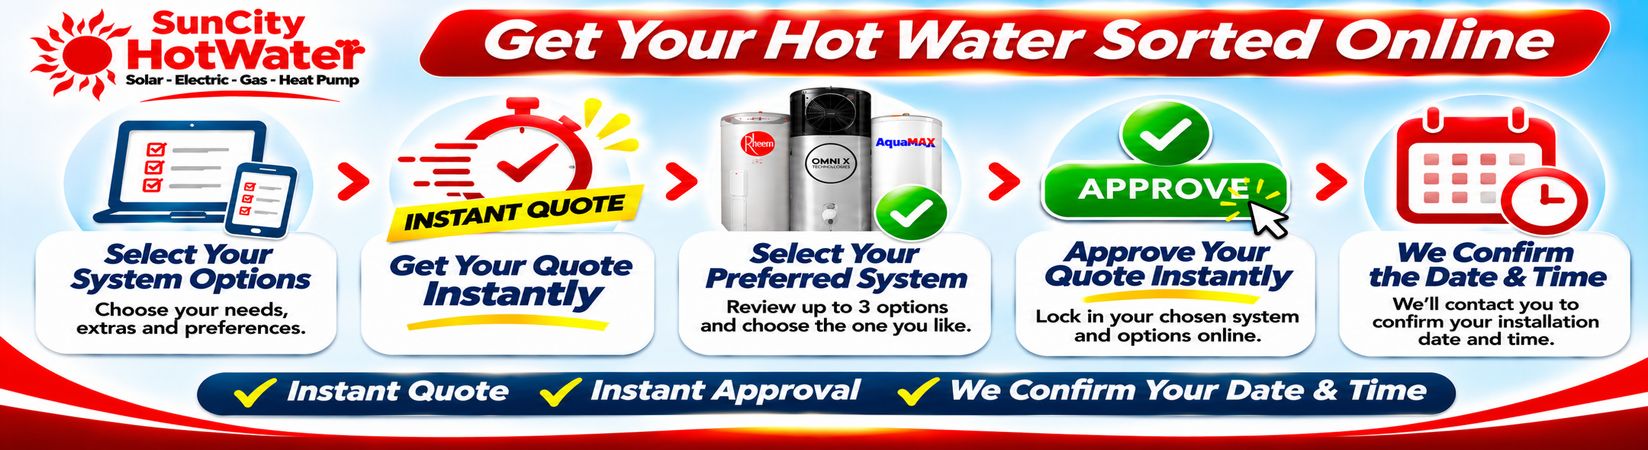 SunCity
HotWater
Solar - Electric - Gas - Heat Pump
Get Your Hot Water Sorted Online
INSTANT QUOTE
Rheem
OMNI X
TECHNOLOGIES
AquaMAX
APPROVE
Select Your
System Options
Choose your needs,
extras and preferences.
Get Your Quote
Instantly
Select Your
Preferred System
Review up to 3 options
and choose the one you like.
Approve Your
Quote Instantly
Lock in your chosen system
and options online.
We Confirm
the Date & Time
We'll contact you to
confirm your installation
date and time.
Instant Quote
Instant Approval
We Confirm Your Date & Time